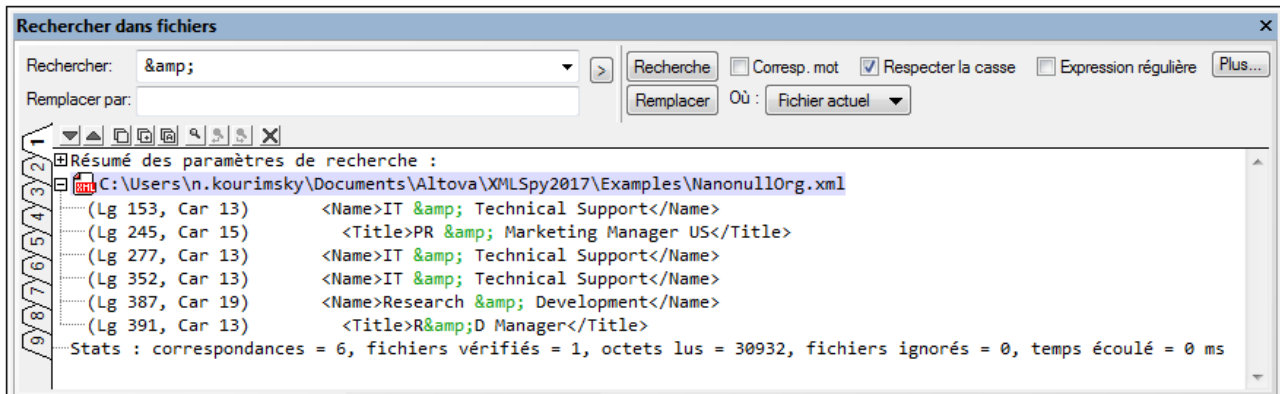 Rechercher dans fichiers
Rechercher: &amp; > Recherche Corresp. mot Respecter la casse Expression régulière Plus...
Remplacer par: Remplacer Où : Fichier actuel
1
2
3
4
5
6
7
8
9
Résumé des paramètres de recherche :
C:\Users\n.kourimsky\Documents\Altova\XMLSpy2017\Examples\NanonullOrg.xml
(Lg 153, Car 13) <Name>IT &amp; Technical Support</Name>
(Lg 245, Car 15) <Title>PR &amp; Marketing Manager US</Title>
(Lg 277, Car 13) <Name>IT &amp; Technical Support</Name>
(Lg 352, Car 13) <Name>IT &amp; Technical Support</Name>
(Lg 387, Car 19) <Name>Research &amp; Development</Name>
(Lg 391, Car 13) <Title>R&amp;D Manager</Title>
Stats : correspondances = 6, fichiers vérifiés = 1, octets lus = 30932, fichiers ignorés = 0, temps écoulé = 0 ms